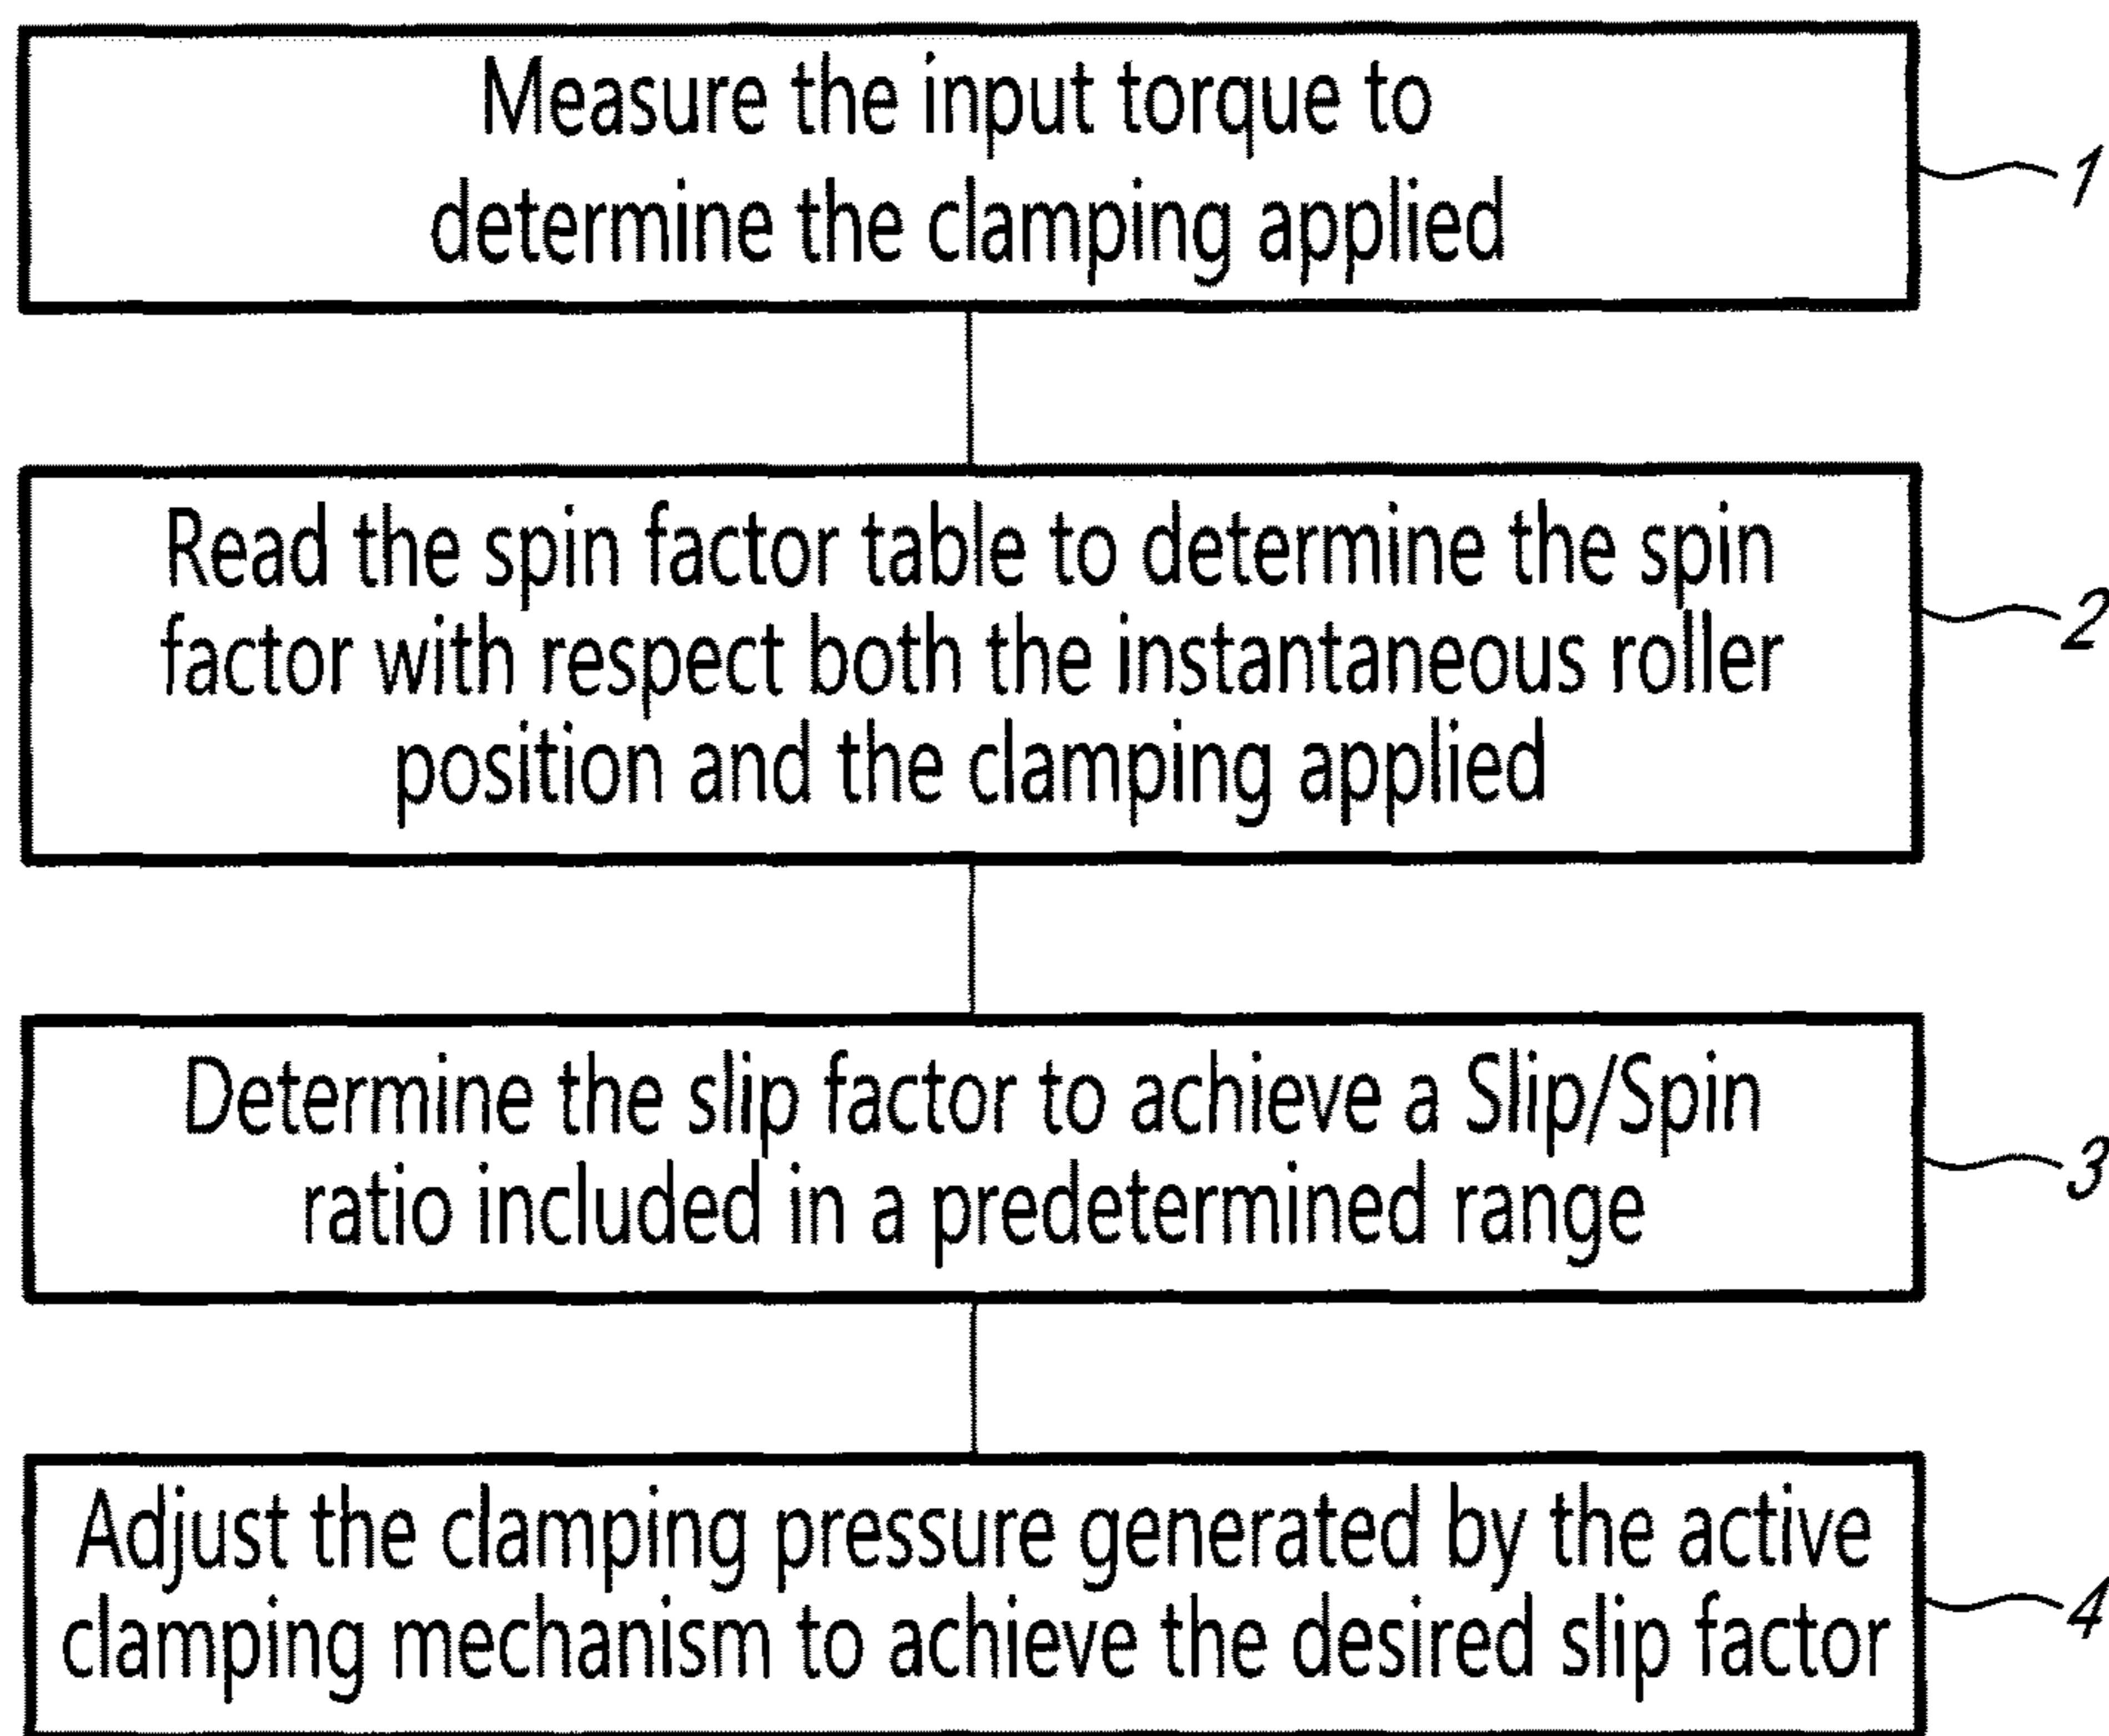 Measure the input torque to
determine the clamping applied
1
Read the spin factor table to determine the spin
factor with respect both the instantaneous roller
position and the clamping applied
2
Determine the slip factor to achieve a Slip/Spin
ratio included in a predetermined range
3
Adjust the clamping pressure generated by the active
clamping mechanism to achieve the desired slip factor
4